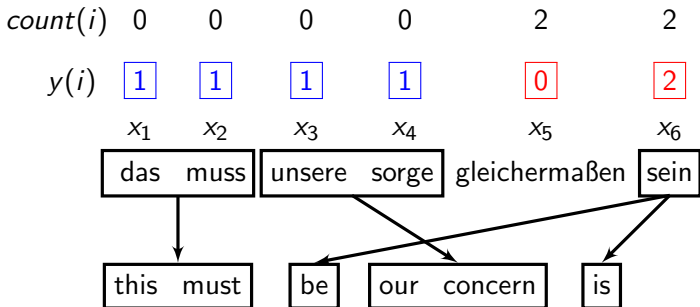 count(i) 0 0 0 0 2 2
y(i) 1 1 1 1 0 2
x₁ x₂ x₃ x₄ x₅ x₆
das muss unsere sorge gleichermaßen sein
this must be our concern is